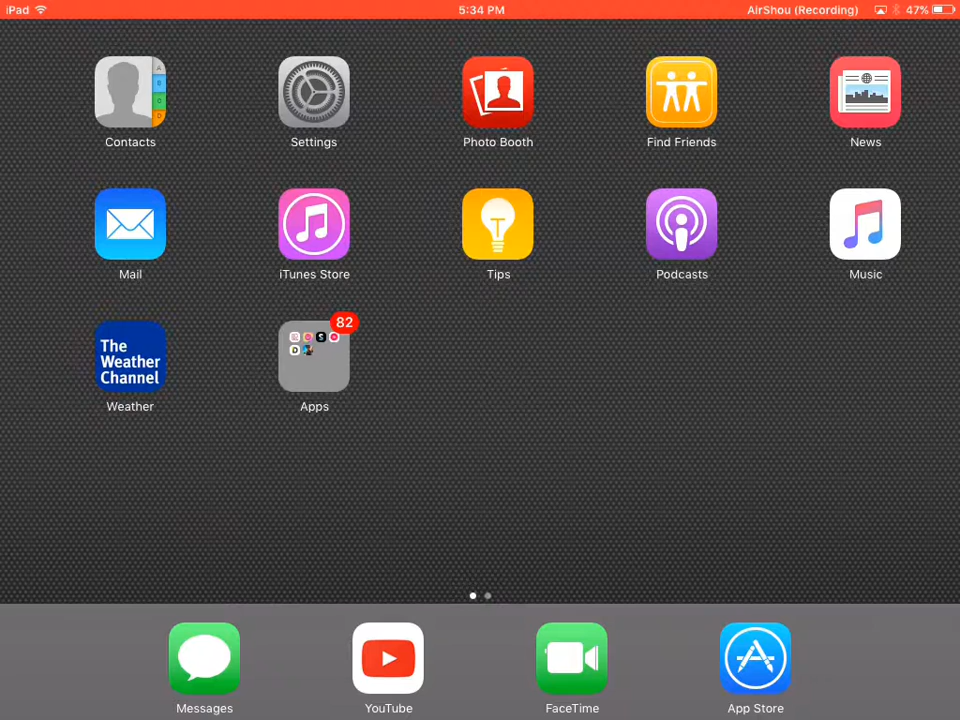 iPad 5:34 PM AirShou (Recording) 47%
Contacts Settings Photo Booth Find Friends News
Mail iTunes Store Tips Podcasts Music
The
Weather
Channel
82
Weather Apps
Messages YouTube FaceTime App Store